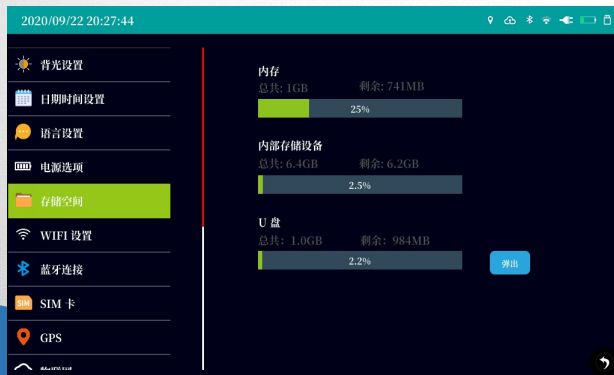 2020/09/22 20:27:44
背光设置
日期时间设置
语言设置
电源选项
存储空间
WIFI 设置
蓝牙连接
SIM
SIM 卡
GPS
内存
总共: 1GB 剩余: 741MB
25%
内部存储设备
总共: 6.4GB 剩余: 6.2GB
2.5%
U 盘
总共: 1.0GB 剩余: 984MB
2.2%
弹出